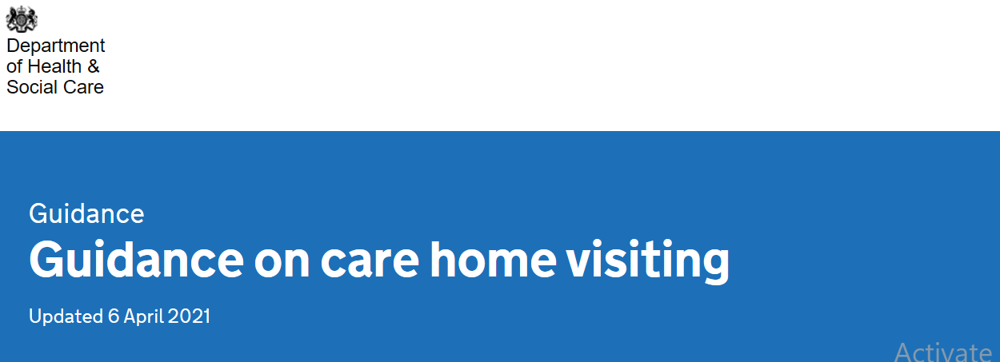 Department
of Health &
Social Care
Guidance
Guidance on care home visiting
Updated 6 April 2021
Activate